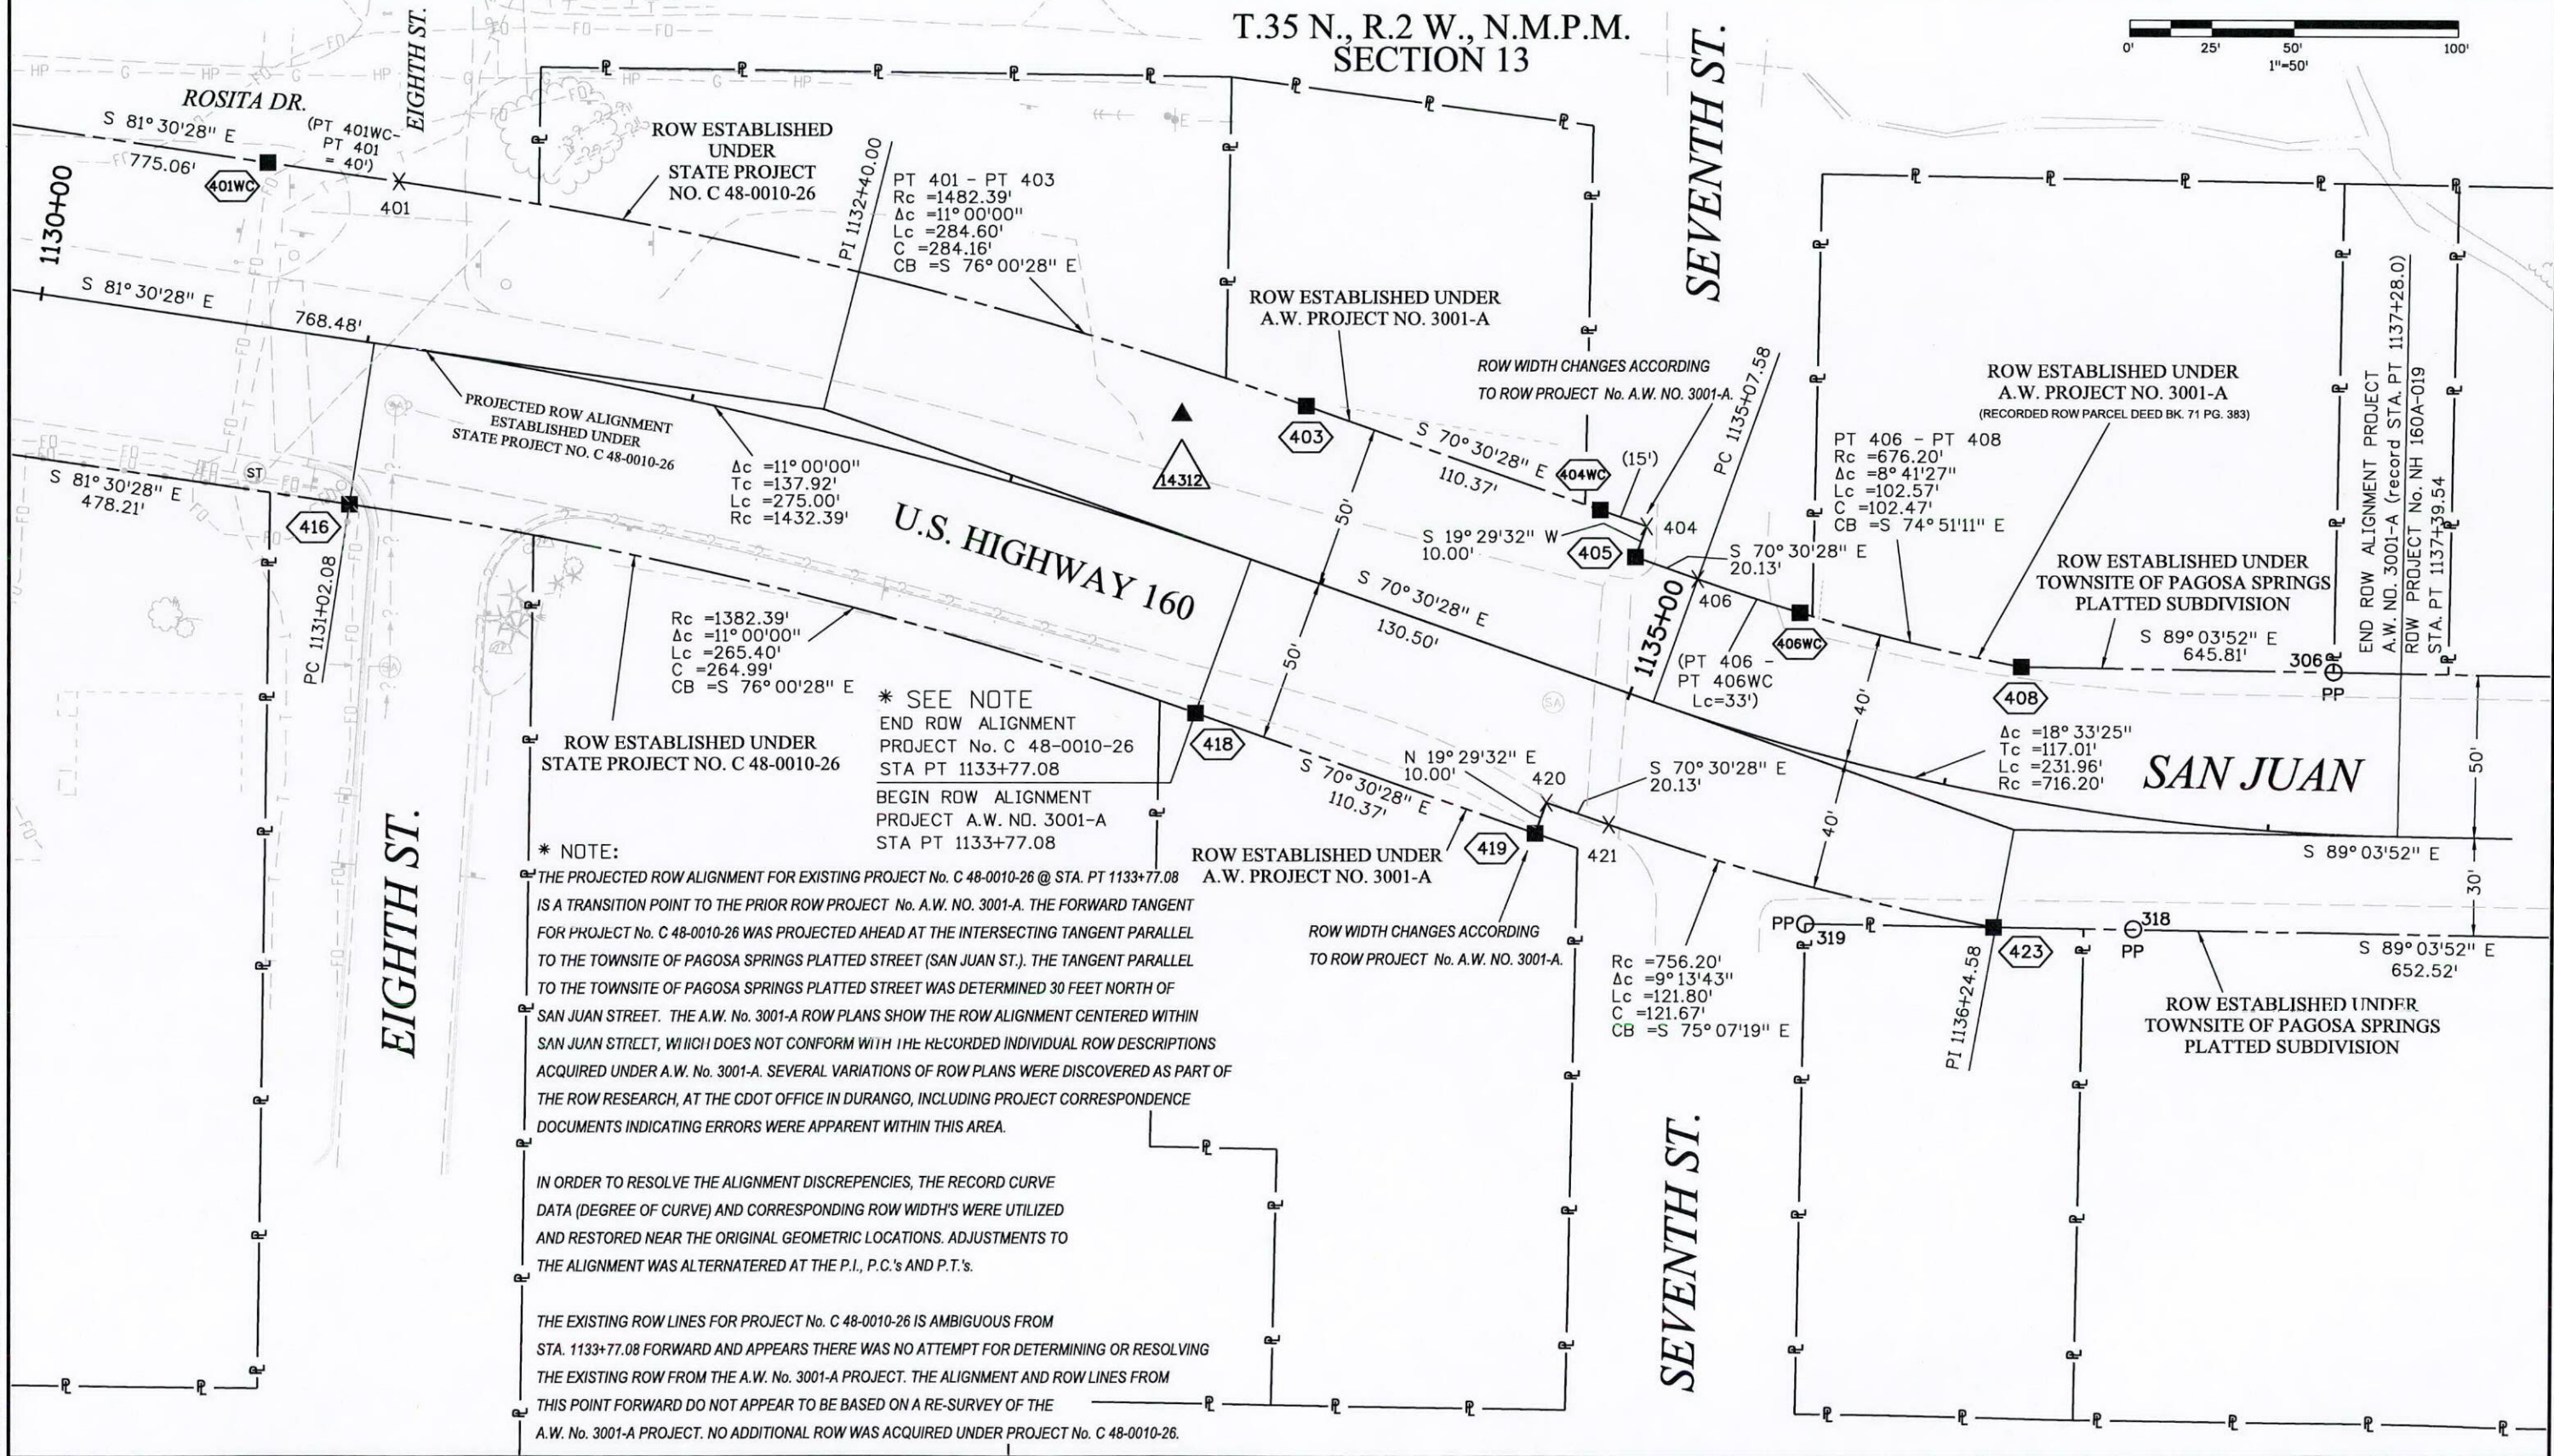 T.35 N., R.2 W., N.M.P.M.
SECTION 13
0' 25' 50' 100'
1"=50'
EIGHTH ST.
SEVENTH ST.
ROSITA DR.
S 81°30'28" E
775.06'
(PT 401WC-
PT 401
= 40')
401WC
401
1130+00
ROW ESTABLISHED
UNDER
STATE PROJECT
NO. C 48-0010-26
PI 1132+40.00
PT 401 - PT 403
Rc =1482.39'
Δc =11°00'00"
Lc =284.60'
C =284.16'
CB =S 76°00'28" E
S 81°30'28" E
768.48'
PROJECTED ROW ALIGNMENT
ESTABLISHED UNDER
STATE PROJECT NO. C 48-0010-26
Δc =11°00'00"
Tc =137.92'
Lc =275.00'
Rc =1432.39'
S 81°30'28" E
478.21'
ST
416
PC 1131+02.08
14312
403
ROW ESTABLISHED UNDER
A.W. PROJECT NO. 3001-A
ROW WIDTH CHANGES ACCORDING
TO ROW PROJECT No. A.W. NO. 3001-A.
S 70°30'28" E
110.37'
404WC
(15')
404
S 19°29'32" W
10.00'
405
PC 1135+07.58
S 70°30'28" E
20.13'
406
406WC
(PT 406 -
PT 406WC
Lc=33')
PT 406 - PT 408
Rc =676.20'
Δc =8°41'27"
Lc =102.57'
C =102.47'
CB =S 74°51'11" E
ROW ESTABLISHED UNDER
A.W. PROJECT NO. 3001-A
(RECORDED ROW PARCEL DEED BK. 71 PG. 383)
ROW ESTABLISHED UNDER
TOWNSITE OF PAGOSA SPRINGS
PLATTED SUBDIVISION
S 89°03'52" E
645.81'
306
PP
408
END ROW ALIGNMENT PROJECT
A.W. NO. 3001-A (record STA. PT 1137+28.0)
ROW PROJECT No. NH 160A-019
STA. PT 1137+39.54
U.S. HIGHWAY 160
50'
50'
S 70°30'28" E
130.50'
1135+00
SA
40'
40'
Δc =18°33'25"
Tc =117.01'
Lc =231.96'
Rc =716.20'
SAN JUAN
50'
30'
S 89°03'52" E
Rc =1382.39'
Δc =11°00'00"
Lc =265.40'
C =264.99'
CB =S 76°00'28" E
ROW ESTABLISHED UNDER
STATE PROJECT NO. C 48-0010-26
* SEE NOTE
END ROW ALIGNMENT
PROJECT No. C 48-0010-26
STA PT 1133+77.08
BEGIN ROW ALIGNMENT
PROJECT A.W. NO. 3001-A
STA PT 1133+77.08
418
S 70°30'28" E
110.37'
N 19°29'32" E
10.00'
420
S 70°30'28" E
20.13'
419
421
ROW ESTABLISHED UNDER
A.W. PROJECT NO. 3001-A
ROW WIDTH CHANGES ACCORDING
TO ROW PROJECT No. A.W. NO. 3001-A.
Rc =756.20'
Δc =9°13'43"
Lc =121.80'
C =121.67'
CB =S 75°07'19" E
PP
319
423
318
PP
PI 1136+24.58
S 89°03'52" E
652.52'
ROW ESTABLISHED UNDER
TOWNSITE OF PAGOSA SPRINGS
PLATTED SUBDIVISION
EIGHTH ST.
SEVENTH ST.
* NOTE:
THE PROJECTED ROW ALIGNMENT FOR EXISTING PROJECT No. C 48-0010-26 @ STA. PT 1133+77.08
IS A TRANSITION POINT TO THE PRIOR ROW PROJECT No. A.W. NO. 3001-A. THE FORWARD TANGENT
FOR PROJECT No. C 48-0010-26 WAS PROJECTED AHEAD AT THE INTERSECTING TANGENT PARALLEL
TO THE TOWNSITE OF PAGOSA SPRINGS PLATTED STREET (SAN JUAN ST.). THE TANGENT PARALLEL
TO THE TOWNSITE OF PAGOSA SPRINGS PLATTED STREET WAS DETERMINED 30 FEET NORTH OF
SAN JUAN STREET. THE A.W. No. 3001-A ROW PLANS SHOW THE ROW ALIGNMENT CENTERED WITHIN
SAN JUAN STREET, WHICH DOES NOT CONFORM WITH THE RECORDED INDIVIDUAL ROW DESCRIPTIONS
ACQUIRED UNDER A.W. No. 3001-A. SEVERAL VARIATIONS OF ROW PLANS WERE DISCOVERED AS PART OF
THE ROW RESEARCH, AT THE CDOT OFFICE IN DURANGO, INCLUDING PROJECT CORRESPONDENCE
DOCUMENTS INDICATING ERRORS WERE APPARENT WITHIN THIS AREA.
IN ORDER TO RESOLVE THE ALIGNMENT DISCREPENCIES, THE RECORD CURVE
DATA (DEGREE OF CURVE) AND CORRESPONDING ROW WIDTH'S WERE UTILIZED
AND RESTORED NEAR THE ORIGINAL GEOMETRIC LOCATIONS. ADJUSTMENTS TO
THE ALIGNMENT WAS ALTERNATERED AT THE P.I., P.C.'s AND P.T.'s.
THE EXISTING ROW LINES FOR PROJECT No. C 48-0010-26 IS AMBIGUOUS FROM
STA. 1133+77.08 FORWARD AND APPEARS THERE WAS NO ATTEMPT FOR DETERMINING OR RESOLVING
THE EXISTING ROW FROM THE A.W. No. 3001-A PROJECT. THE ALIGNMENT AND ROW LINES FROM
THIS POINT FORWARD DO NOT APPEAR TO BE BASED ON A RE-SURVEY OF THE
A.W. No. 3001-A PROJECT. NO ADDITIONAL ROW WAS ACQUIRED UNDER PROJECT No. C 48-0010-26.